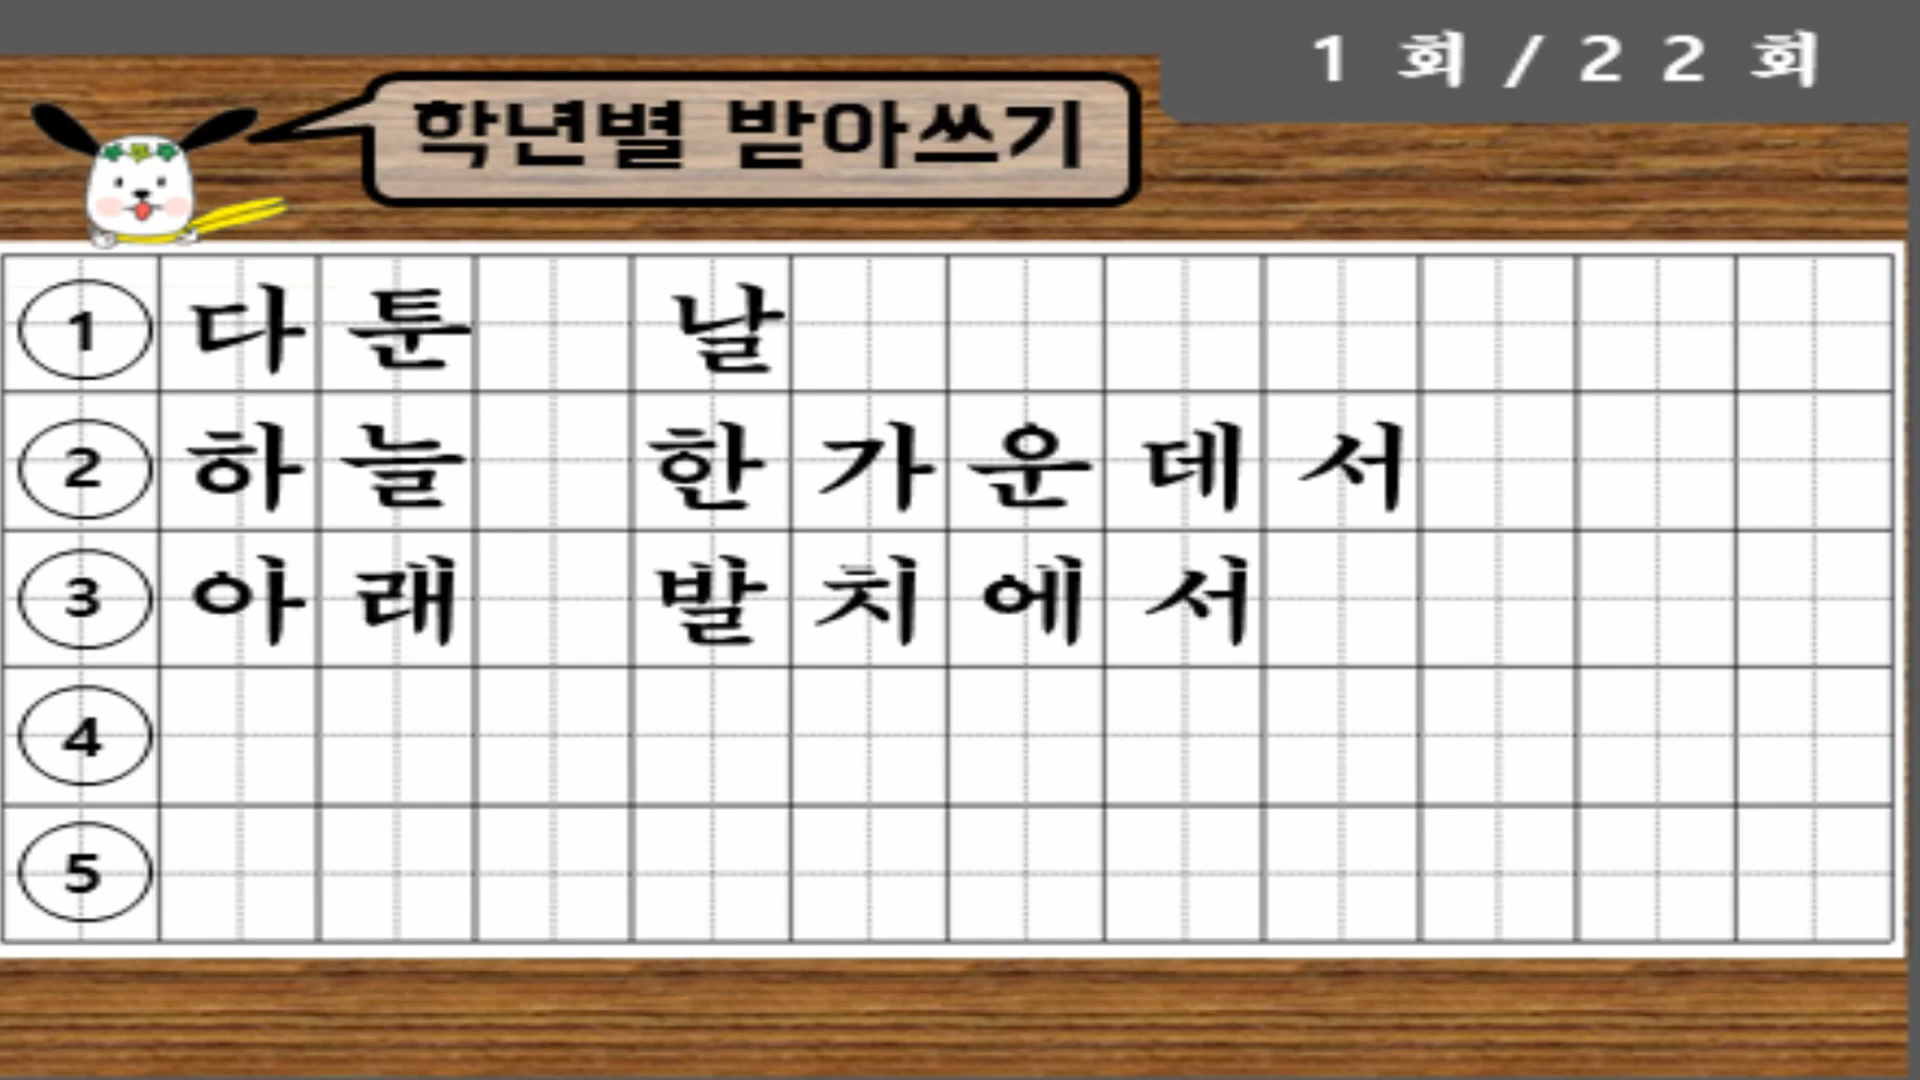 1 회 / 2 2 회
학년별 받아쓰기
1 다툰 날
2 하늘 한가운데서
3 아래 발치에서
4
5